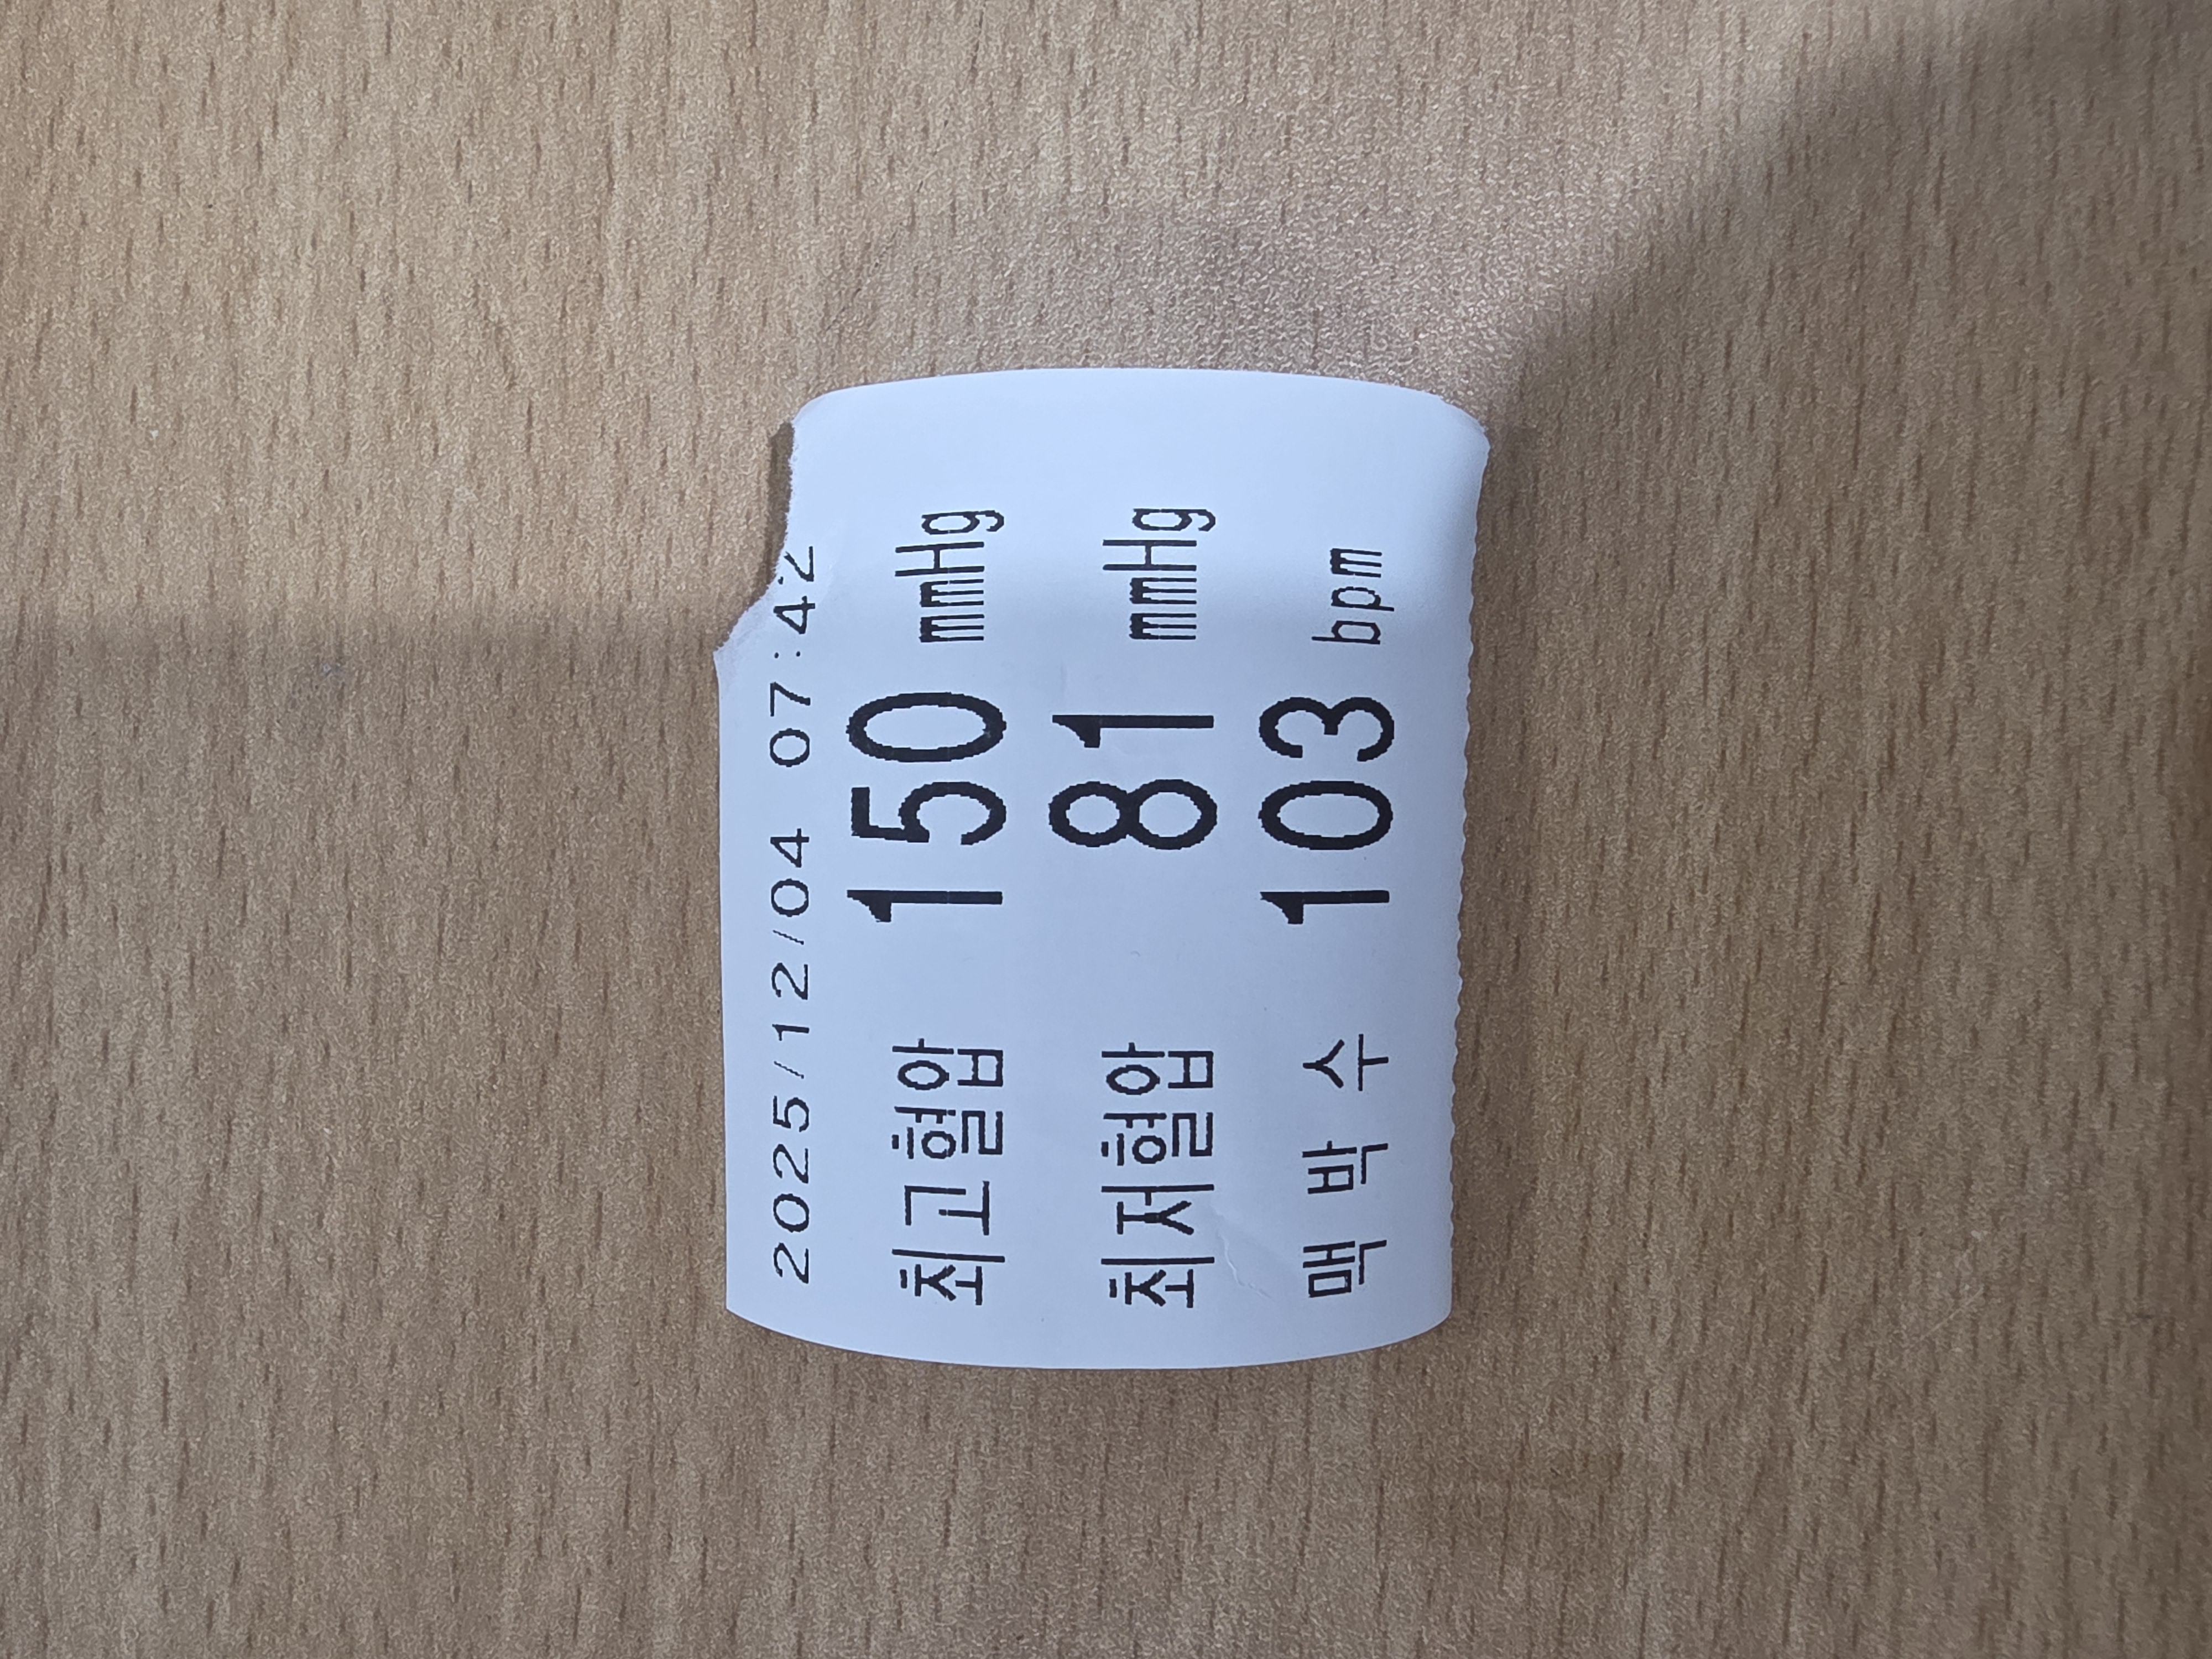 2025/12/04 07:42
최고혈압 150 mmHg
최저혈압 81 mmHg
맥 박 수 103 bpm